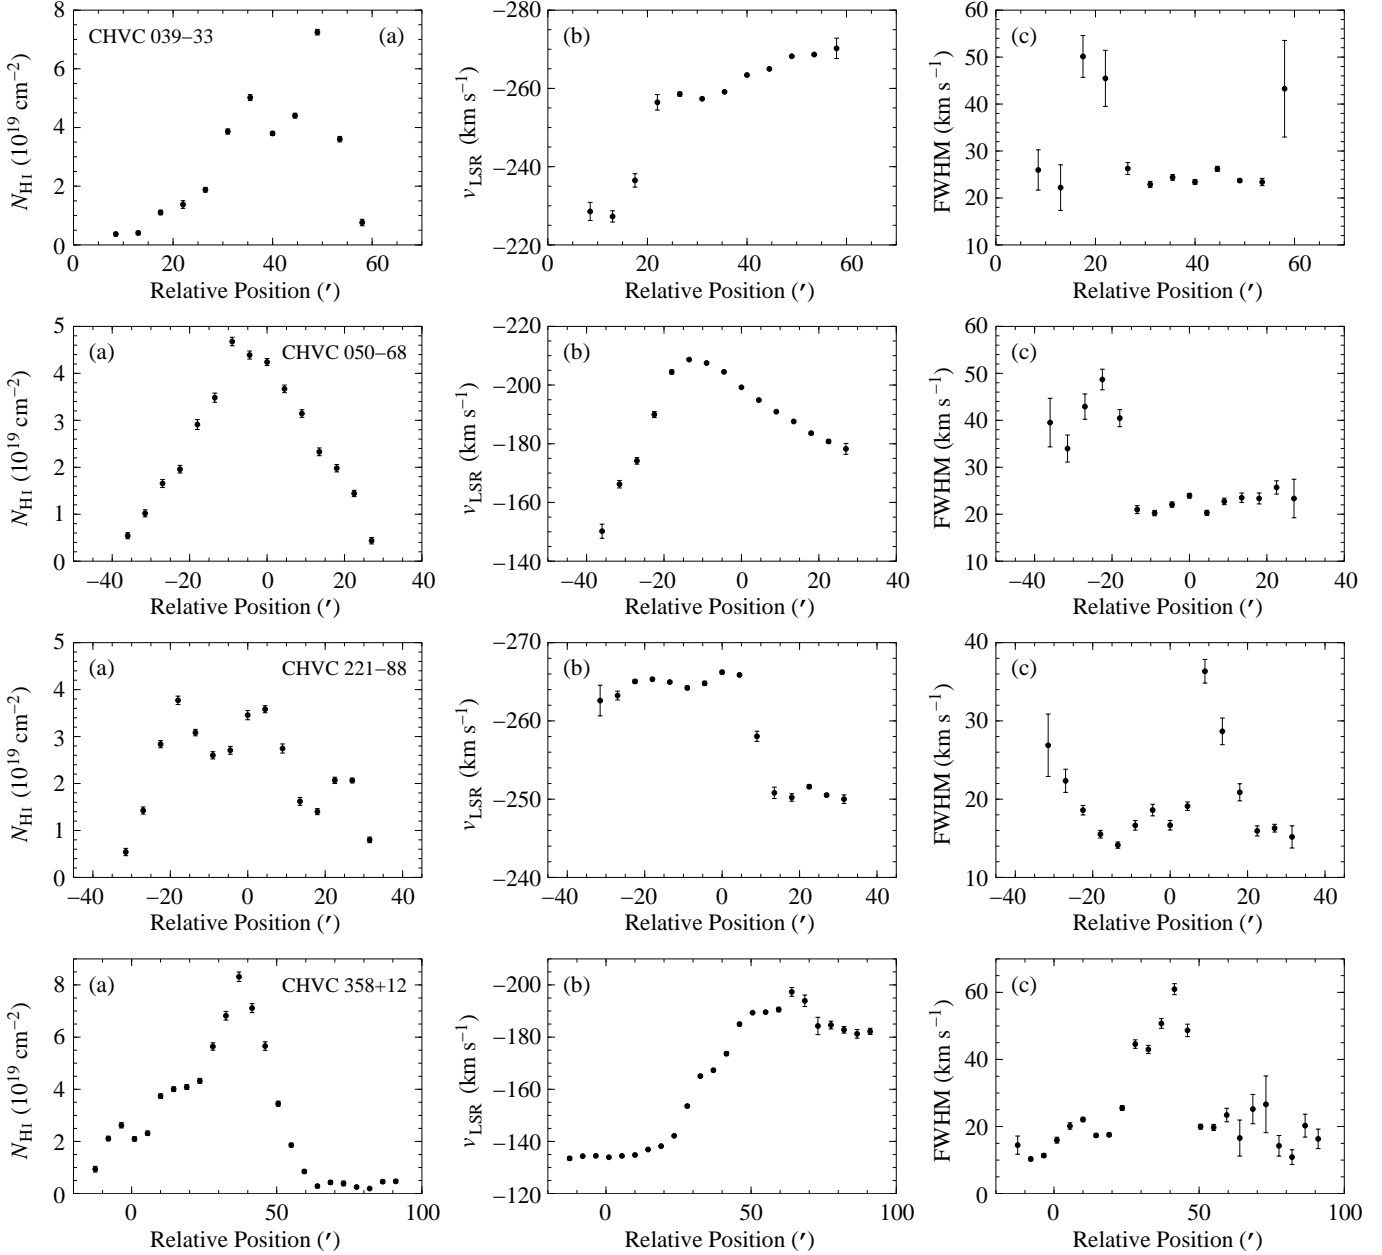 8
6
4
2
0
N_HI (10^19 cm^−2)
CHVC 039−33
(a)
0 20 40 60
Relative Position (′)
−280
−260
−240
−220
v_LSR (km s^−1)
(b)
0 20 40 60
Relative Position (′)
60
50
40
30
20
10
FWHM (km s^−1)
(c)
0 20 40 60
Relative Position (′)
5
4
3
2
1
0
N_HI (10^19 cm^−2)
(a)
CHVC 050−68
−40 −20 0 20 40
Relative Position (′)
−220
−200
−180
−160
−140
v_LSR (km s^−1)
(b)
−40 −20 0 20 40
Relative Position (′)
60
50
40
30
20
10
FWHM (km s^−1)
(c)
−40 −20 0 20 40
Relative Position (′)
5
4
3
2
1
0
N_HI (10^19 cm^−2)
(a)
CHVC 221−88
−40 −20 0 20 40
Relative Position (′)
−270
−260
−250
−240
v_LSR (km s^−1)
(b)
−40 −20 0 20 40
Relative Position (′)
40
30
20
10
FWHM (km s^−1)
(c)
−40 −20 0 20 40
Relative Position (′)
8
6
4
2
0
N_HI (10^19 cm^−2)
(a)
CHVC 358+12
0 50 100
Relative Position (′)
−200
−180
−160
−140
−120
v_LSR (km s^−1)
(b)
0 50 100
Relative Position (′)
60
40
20
0
FWHM (km s^−1)
(c)
0 50 100
Relative Position (′)